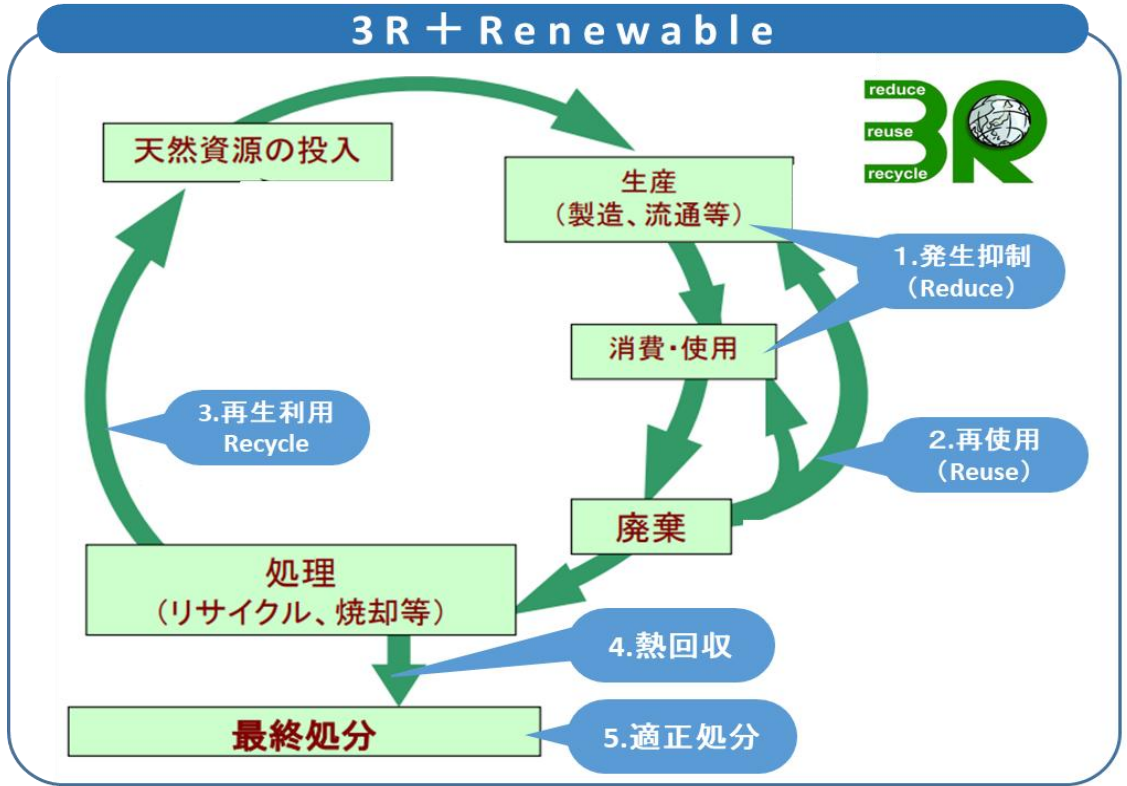 3R＋Renewable
reduce
reuse
recycle
3R
天然資源の投入
生産
（製造、流通等）
1.発生抑制
（Reduce）
消費・使用
3.再生利用
Recycle
2.再使用
（Reuse）
廃棄
処理
（リサイクル、焼却等）
4.熱回収
最終処分
5.適正処分